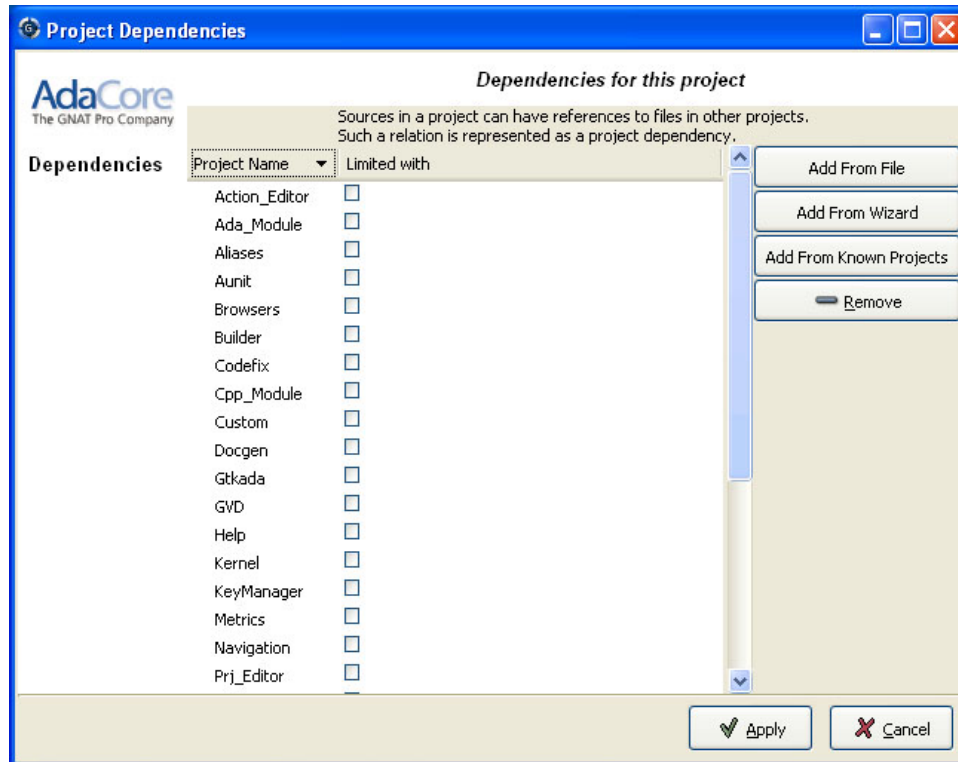 Project Dependencies
AdaCore
The GNAT Pro Company
Dependencies for this project
Sources in a project can have references to files in other projects.
Such a relation is represented as a project dependency.
Dependencies
Project Name Limited with
Action_Editor
Ada_Module
Aliases
Aunit
Browsers
Builder
Codefix
Cpp_Module
Custom
Docgen
Gtkada
GVD
Help
Kernel
KeyManager
Metrics
Navigation
Prj_Editor
Add From File
Add From Wizard
Add From Known Projects
Remove
Apply
Cancel